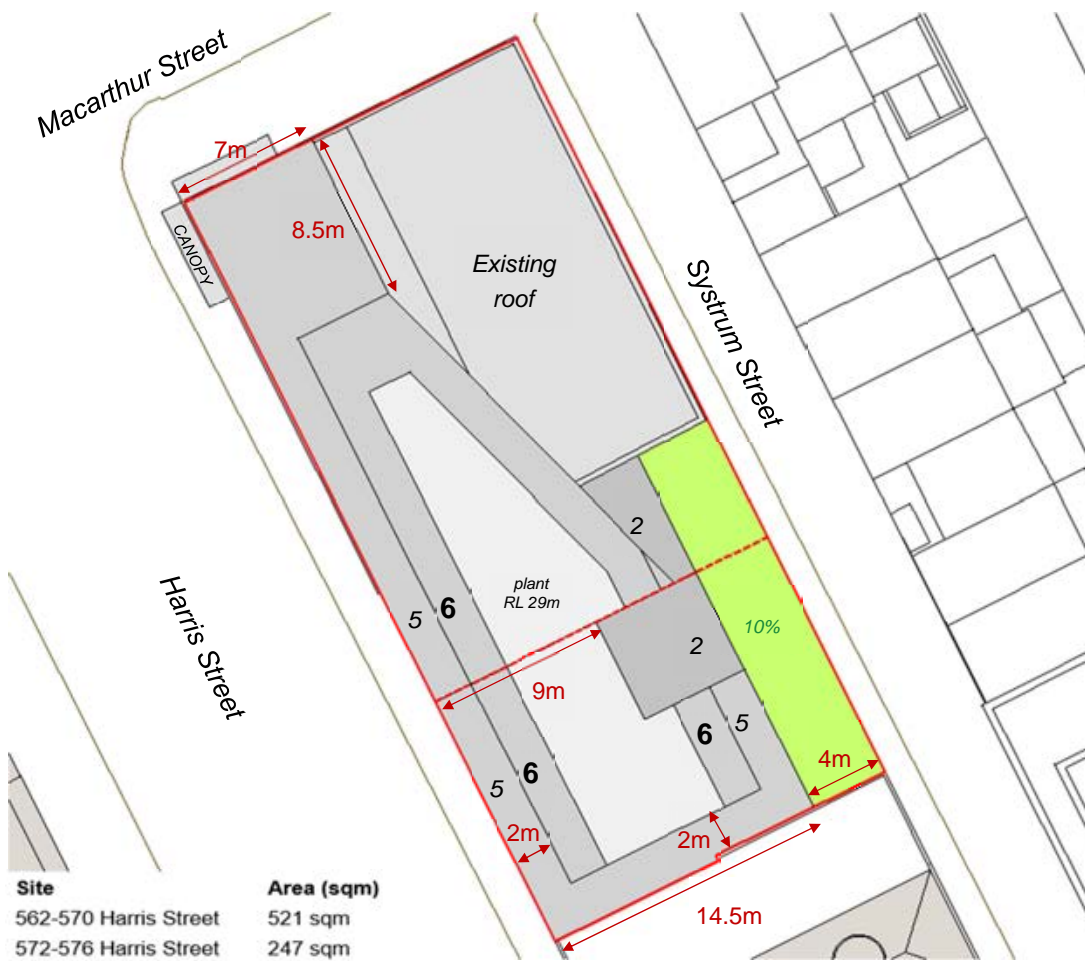 Macarthur Street
7m
8.5m
CANOPY
Existing
roof
Systrum Street
2
plant
RL 29m
Harris Street
5
6
2
10%
9m
6
5
4m
5
6
2m
2m
14.5m
Site Area (sqm)
562-570 Harris Street 521 sqm
572-576 Harris Street 247 sqm